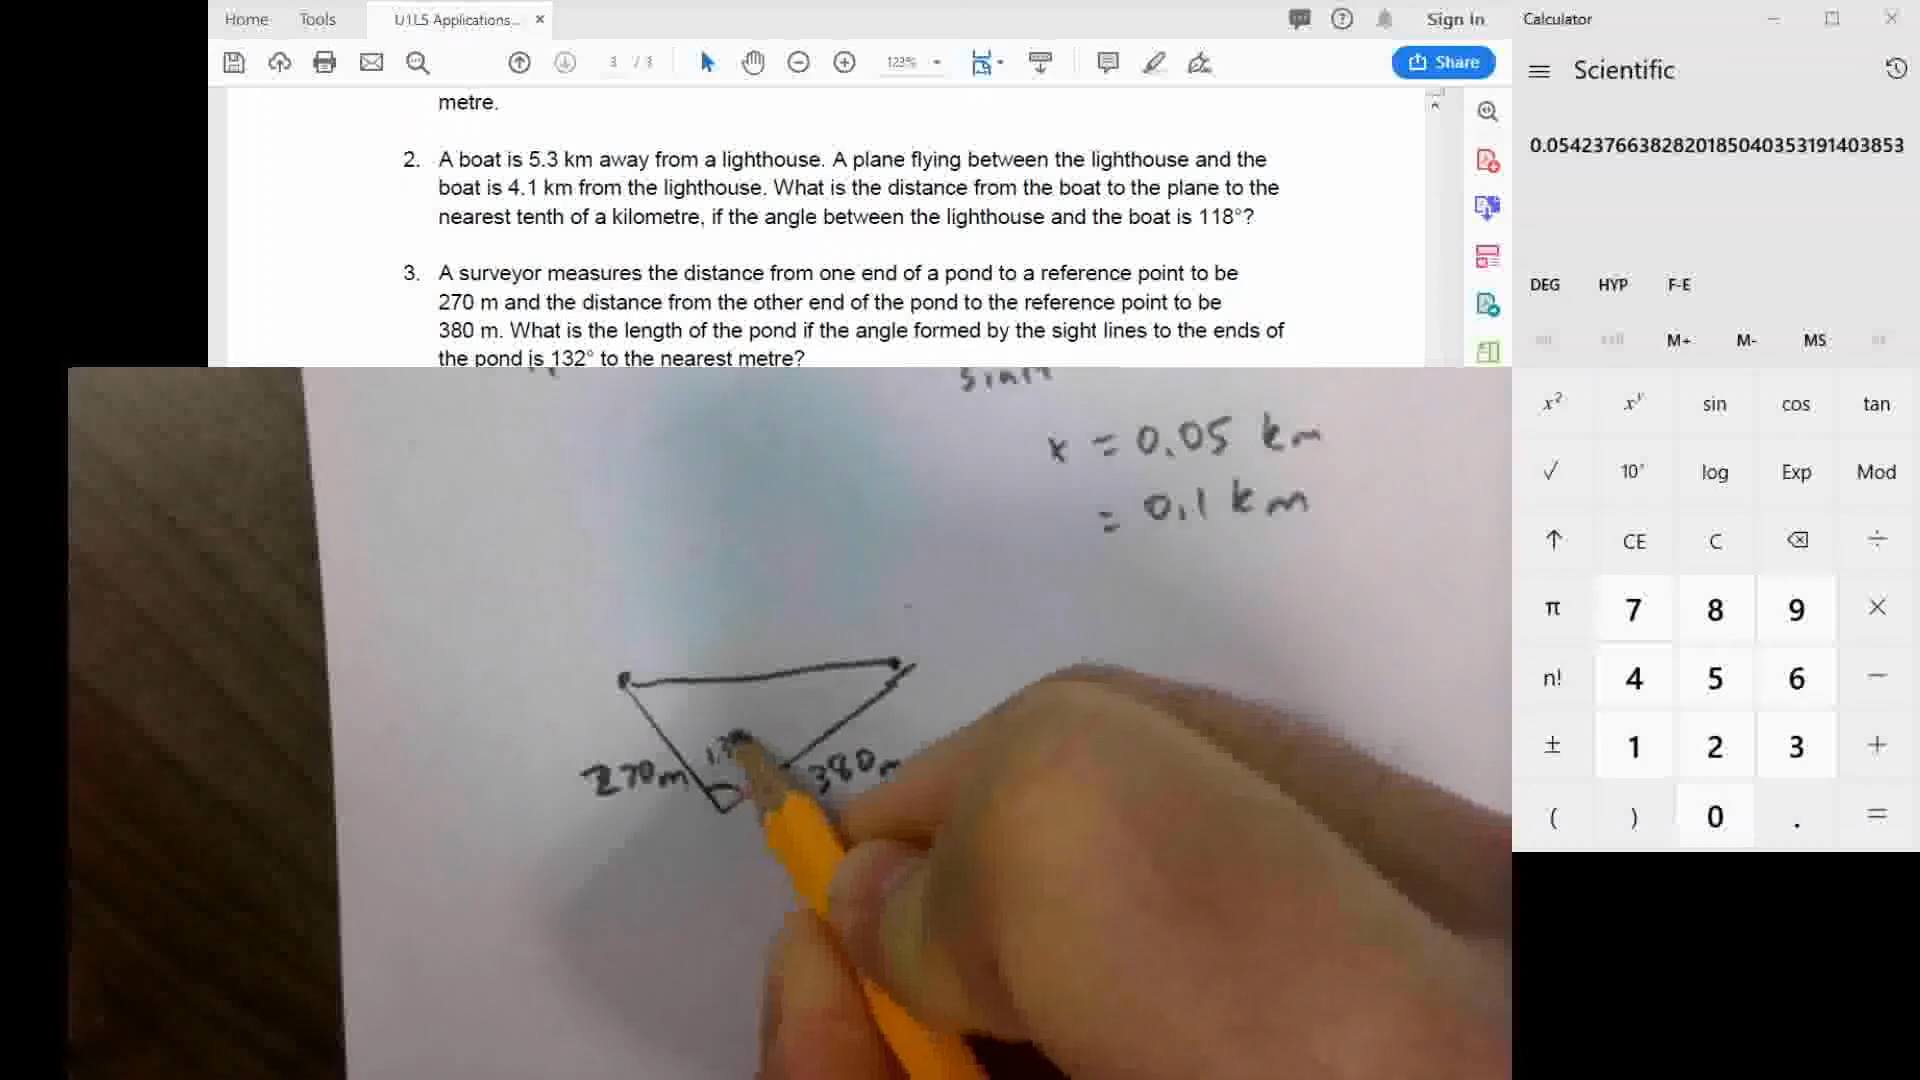 Home Tools U1L5 Applications... × Sign In
3 / 3 123% Share
metre.
2. A boat is 5.3 km away from a lighthouse. A plane flying between the lighthouse and the
boat is 4.1 km from the lighthouse. What is the distance from the boat to the plane to the
nearest tenth of a kilometre, if the angle between the lighthouse and the boat is 118°?
3. A surveyor measures the distance from one end of a pond to a reference point to be
270 m and the distance from the other end of the pond to the reference point to be
380 m. What is the length of the pond if the angle formed by the sight lines to the ends of
the pond is 132° to the nearest metre?
x = 0.05 km
= 0.1 km
270m
380m
Calculator
Scientific
0.05423766382820185040353191403853
DEG HYP F-E
M+ M- MS
x² xʸ sin cos tan
√ 10ˣ log Exp Mod
↑ CE C ÷
π 7 8 9 ×
n! 4 5 6 −
± 1 2 3 +
( ) 0 . =